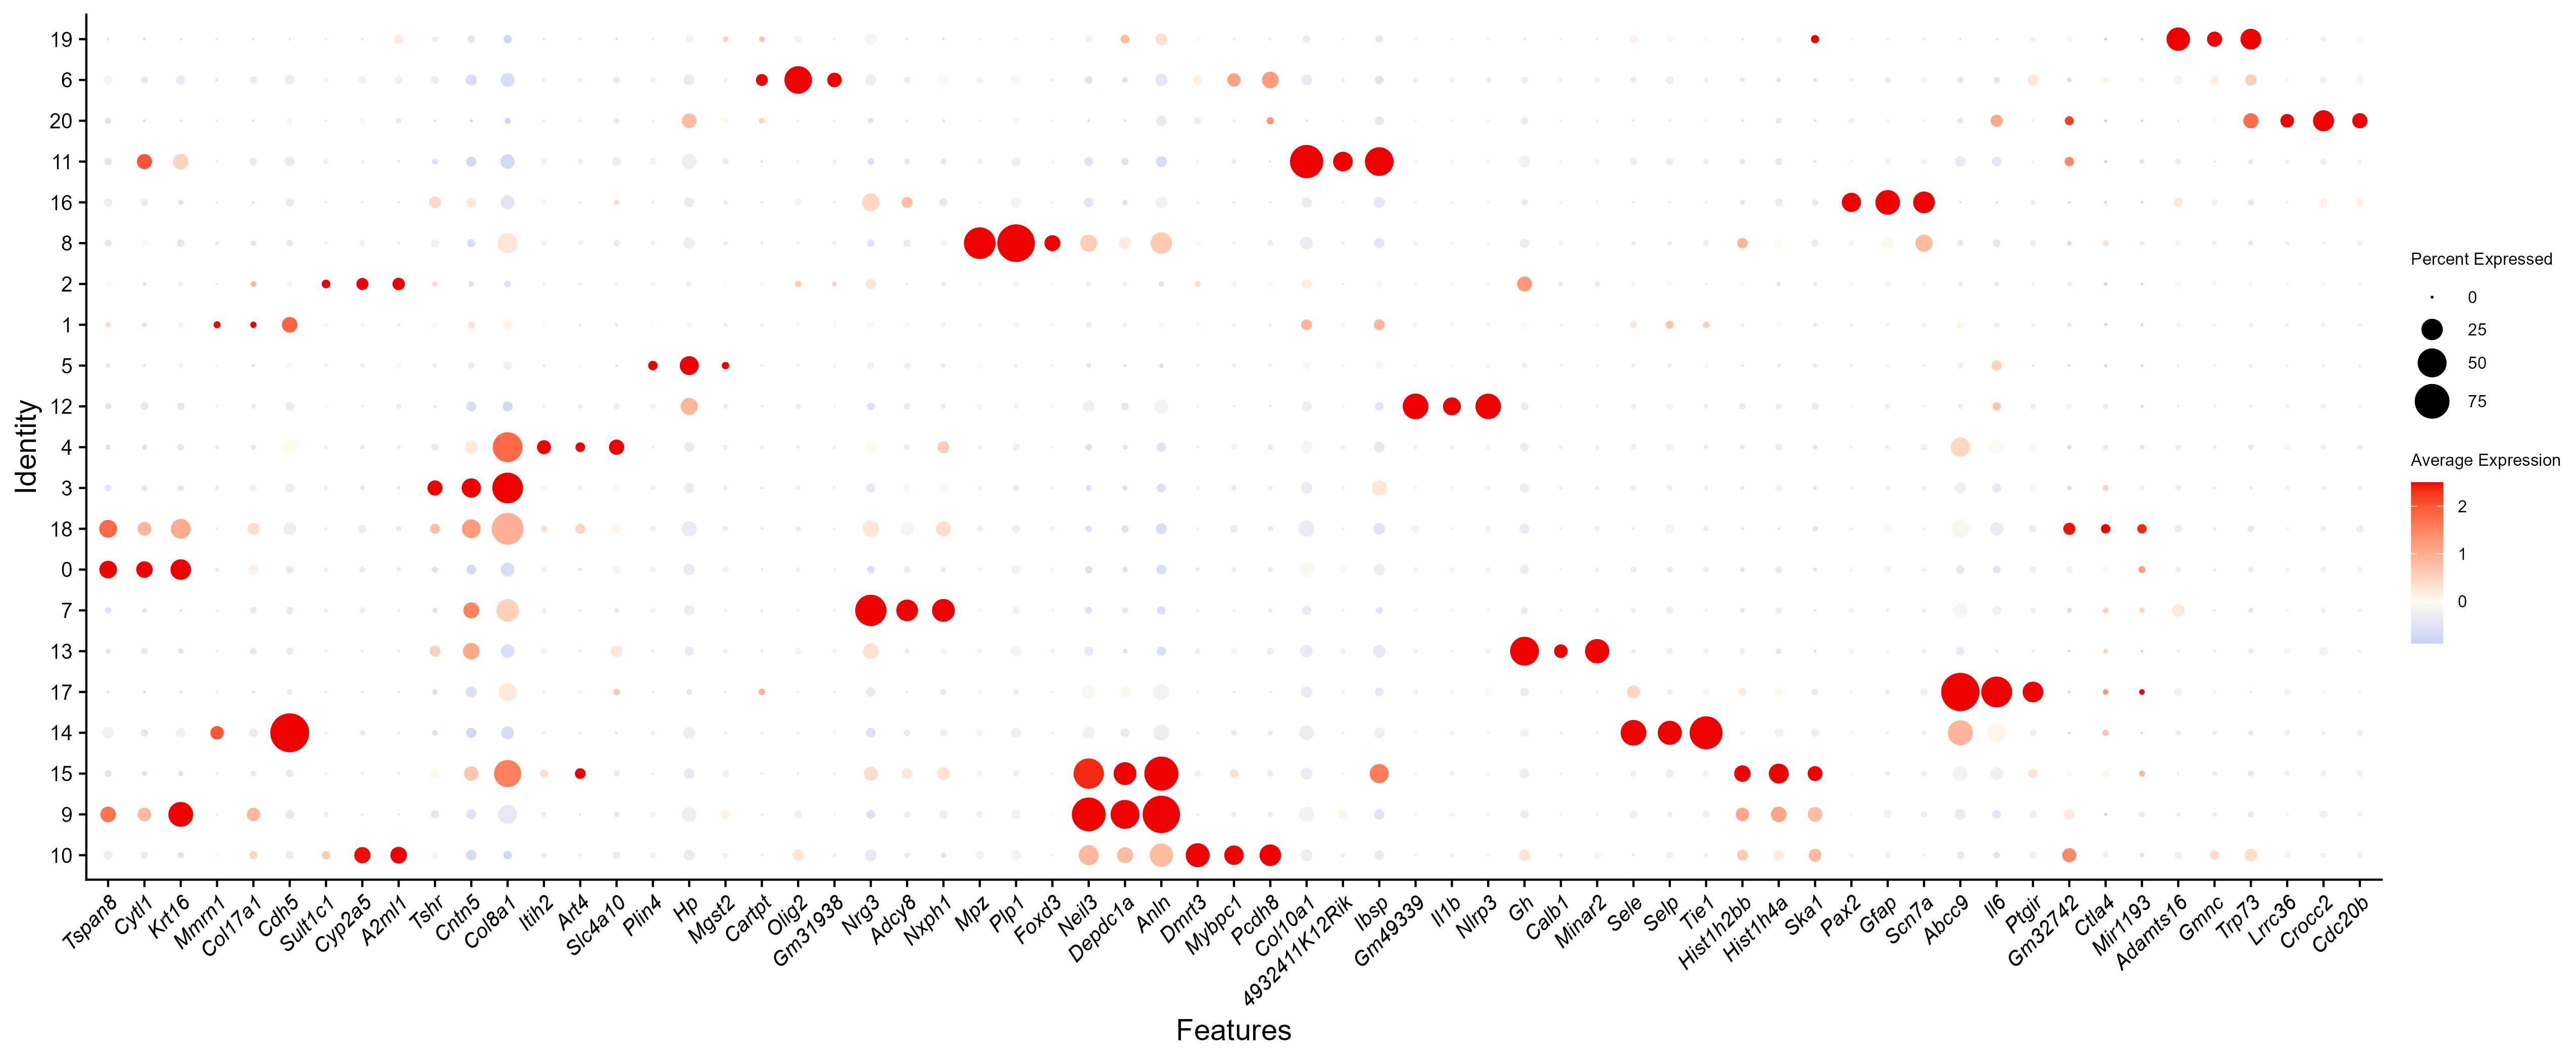 19
6
20
11
16
8
2
1
5
12
4
3
18
0
7
13
17
14
15
9
10
Identity
Tspan8
Cytl1
Krt16
Mmrn1
Col17a1
Cdh5
Sult1c1
Cyp2a5
A2ml1
Tshr
Cntn5
Col8a1
Itih2
Art4
Slc4a10
Plin4
Hp
Mgst2
Cartpt
Olig2
Gm31938
Nrg3
Adcy8
Nxph1
Mpz
Plp1
Foxd3
Neil3
Depdc1a
Anln
Dmrt3
Mybpc1
Pcdh8
Col10a1
4932411K12Rik
Ibsp
Gm49339
Il1b
Nlrp3
Gh
Calb1
Minar2
Sele
Selp
Tie1
Hist1h2bb
Hist1h4a
Ska1
Pax2
Gfap
Scn7a
Abcc9
Il6
Ptgir
Gm32742
Ctla4
Mir1193
Adamts16
Gmnc
Trp73
Lrrc36
Crocc2
Cdc20b
Features
Percent Expressed
0
25
50
75
Average Expression
2
1
0